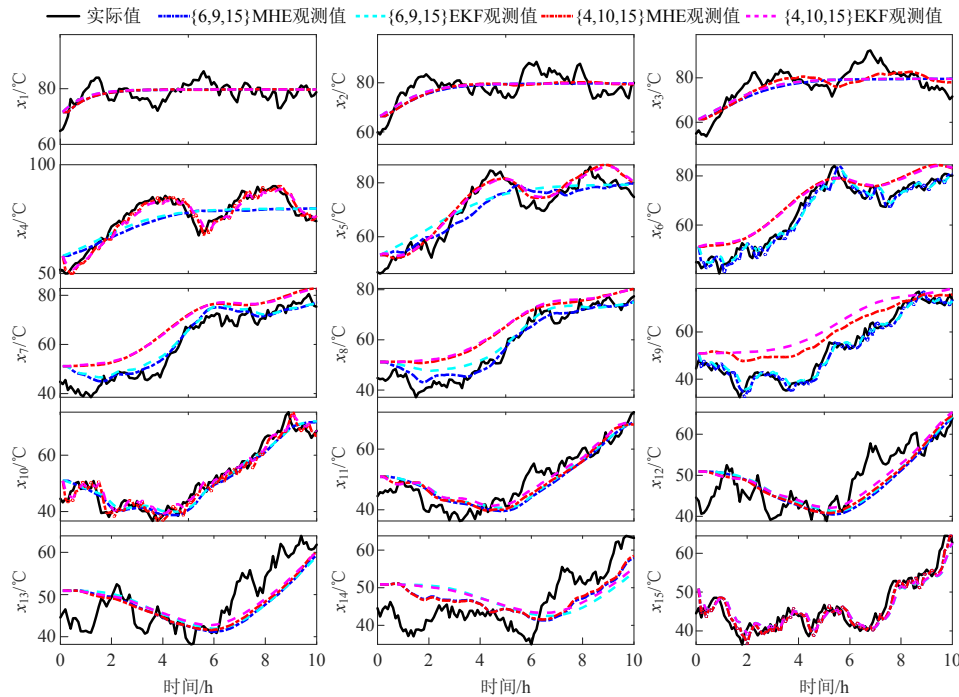 实际值 {6,9,15}MHE观测值 {6,9,15}EKF观测值 {4,10,15}MHE观测值 {4,10,15}EKF观测值
x1/℃ 80 60
x2/℃ 80 60
x3/℃ 80 60
x4/℃ 100 50
x5/℃ 80 60
x6/℃ 80 60
x7/℃ 80 60 40
x8/℃ 80 60 40
x9/℃ 80 60 40
x10/℃ 60 40
x11/℃ 60 40
x12/℃ 60 50 40
x13/℃ 60 50 40
x14/℃ 60 50 40
x15/℃ 60 50 40
0 2 4 6 8 10
0 2 4 6 8 10
0 2 4 6 8 10
时间/h 时间/h 时间/h